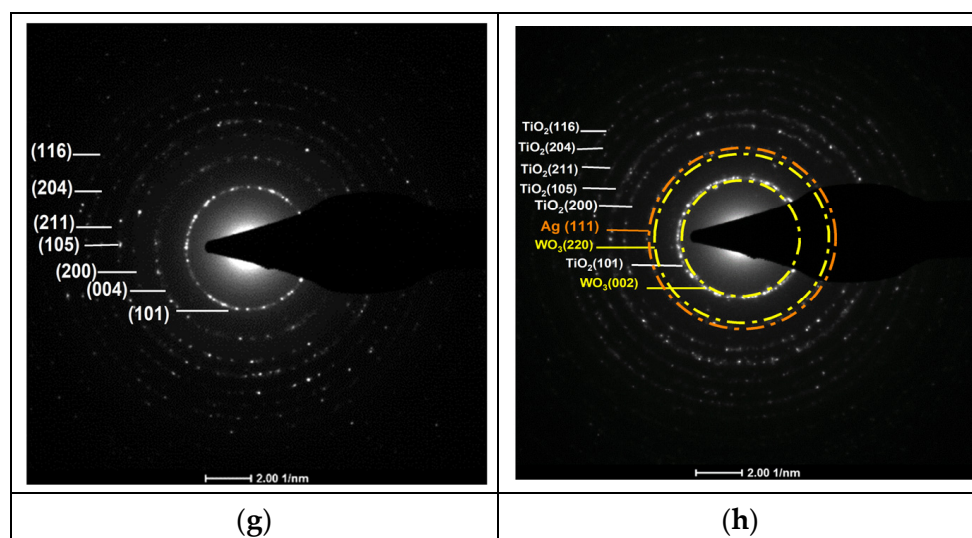 (116)
(204)
(211)
(105)
(200)
(004)
(101)
2.00 1/nm
(g)
TiO₂(116)
TiO₂(204)
TiO₂(211)
TiO₂(105)
TiO₂(200)
Ag (111)
WO₃(220)
TiO₂(101)
WO₃(002)
2.00 1/nm
(h)